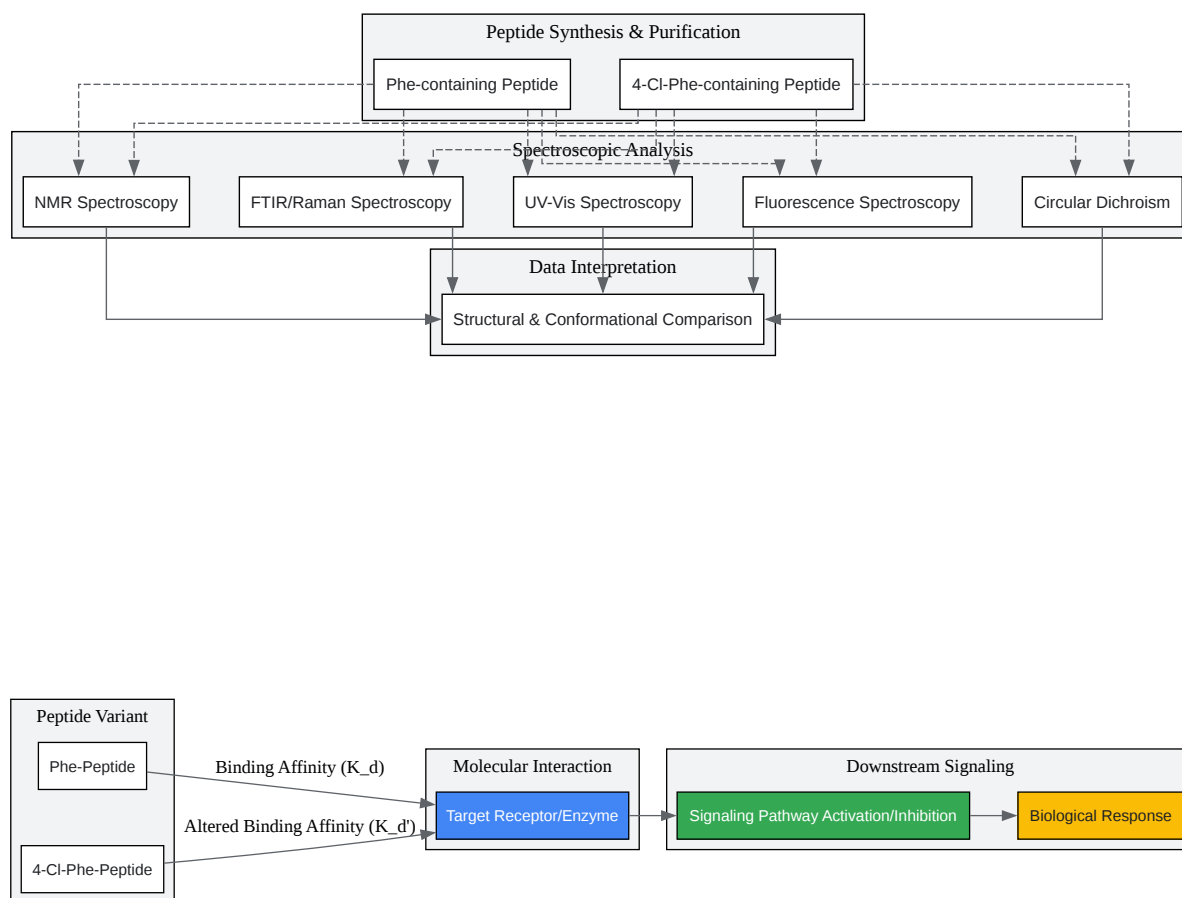 Peptide Synthesis & Purification
Phe-containing Peptide
4-Cl-Phe-containing Peptide
Spectroscopic Analysis
NMR Spectroscopy
FTIR/Raman Spectroscopy
UV-Vis Spectroscopy
Fluorescence Spectroscopy
Circular Dichroism
Data Interpretation
Structural & Conformational Comparison
Peptide Variant
Phe-Peptide
4-Cl-Phe-Peptide
Binding Affinity (K_d)
Altered Binding Affinity (K_d')
Molecular Interaction
Target Receptor/Enzyme
Downstream Signaling
Signaling Pathway Activation/Inhibition
Biological Response